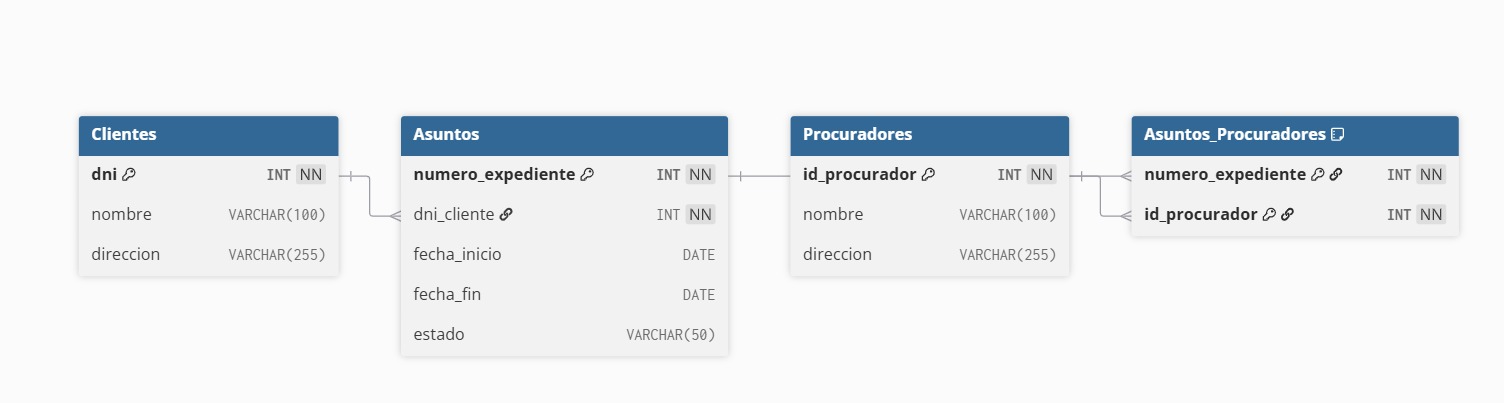 Clientes
dni INT NN
nombre VARCHAR(100)
direccion VARCHAR(255)
Asuntos
numero_expediente INT NN
dni_cliente INT NN
fecha_inicio DATE
fecha_fin DATE
estado VARCHAR(50)
Procuradores
id_procurador INT NN
nombre VARCHAR(100)
direccion VARCHAR(255)
Asuntos_Procuradores
numero_expediente INT NN
id_procurador INT NN